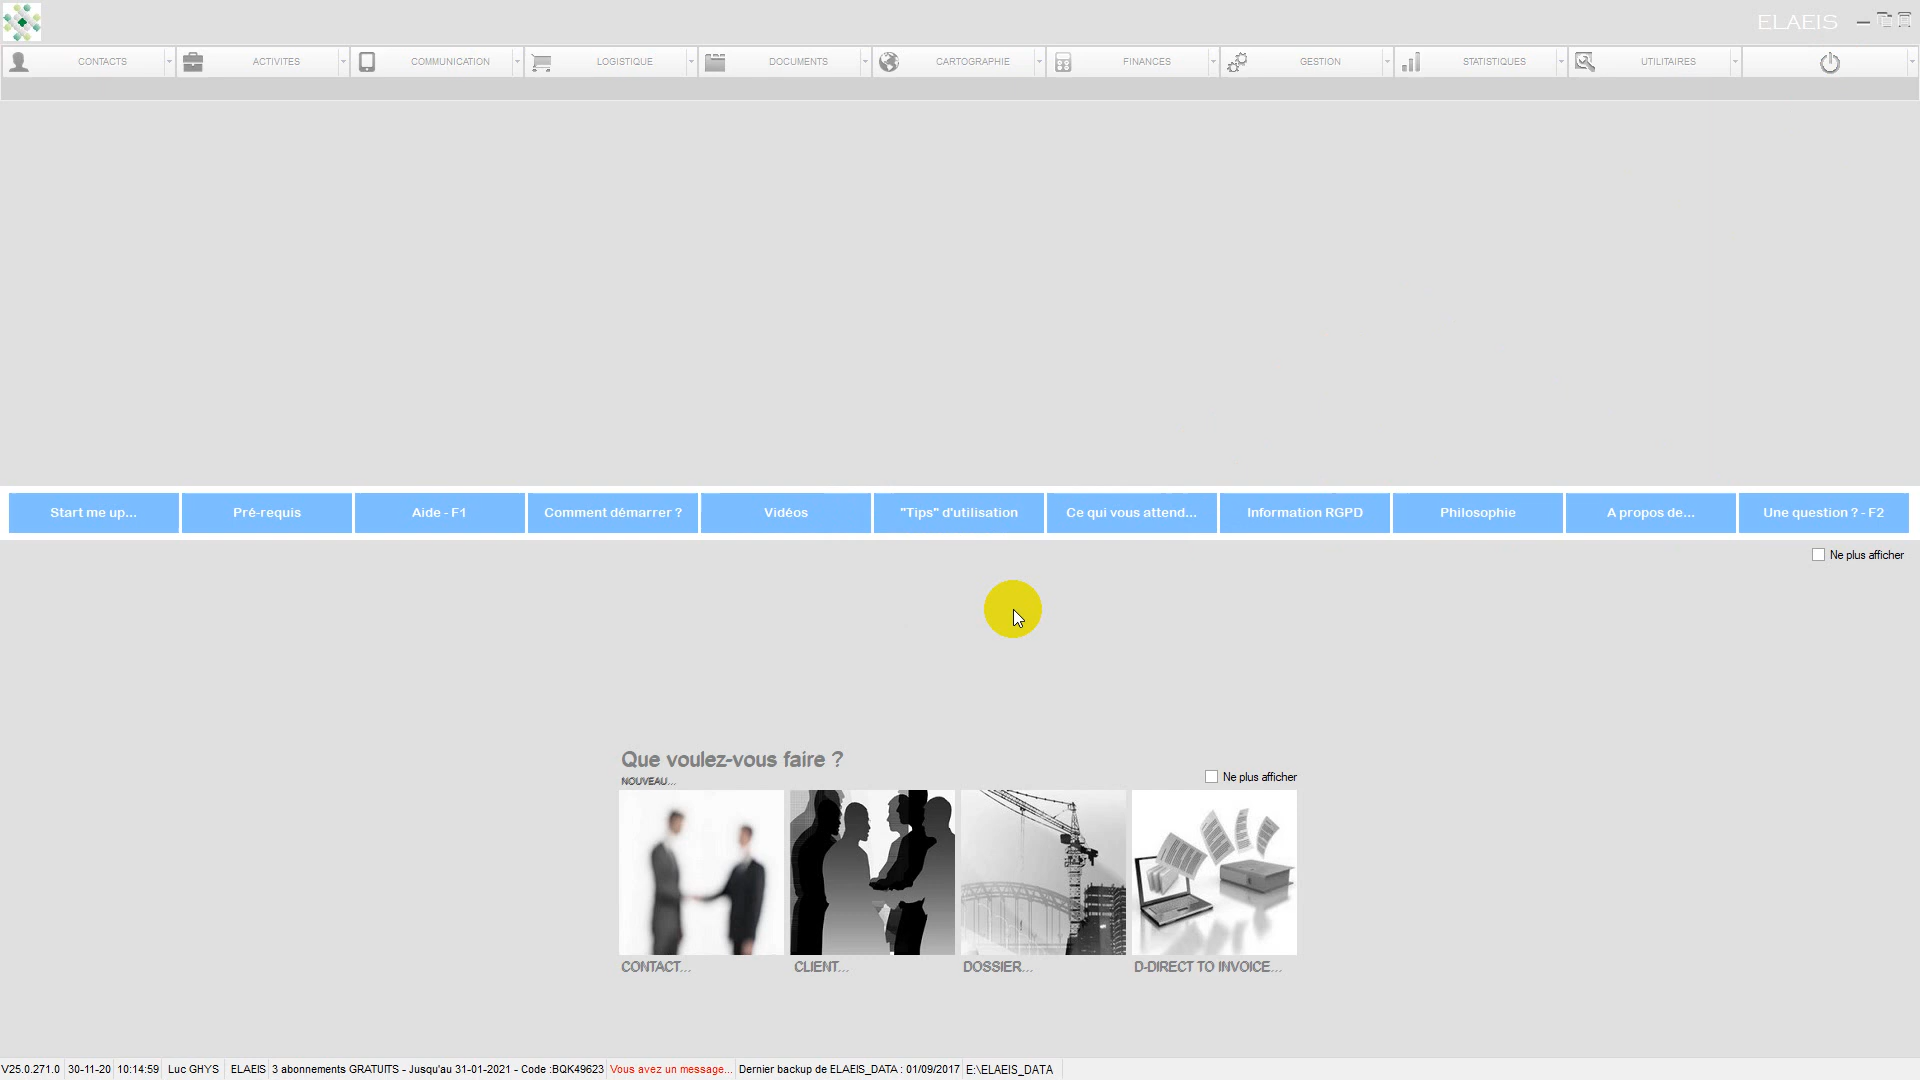 ELAEIS
CONTACTS
ACTIVITES
COMMUNICATION
LOGISTIQUE
DOCUMENTS
CARTOGRAPHIE
FINANCES
GESTION
STATISTIQUES
UTILITAIRES
Start me up...
Pré-requis
Aide - F1
Comment démarrer ?
Vidéos
"Tips" d'utilisation
Ce qui vous attend...
Information RGPD
Philosophie
A propos de...
Une question ? - F2
Ne plus afficher
Que voulez-vous faire ?
NOUVEAU...
Ne plus afficher
CONTACT...
CLIENT...
DOSSIER...
D-DIRECT TO INVOICE...
V25.0.271.0
30-11-20
10:14:59
Luc GHYS
ELAEIS
3 abonnements GRATUITS - Jusqu'au 31-01-2021 - Code :BQK49623
Vous avez un message...
Dernier backup de ELAEIS_DATA : 01/09/2017
E:\ELAEIS_DATA